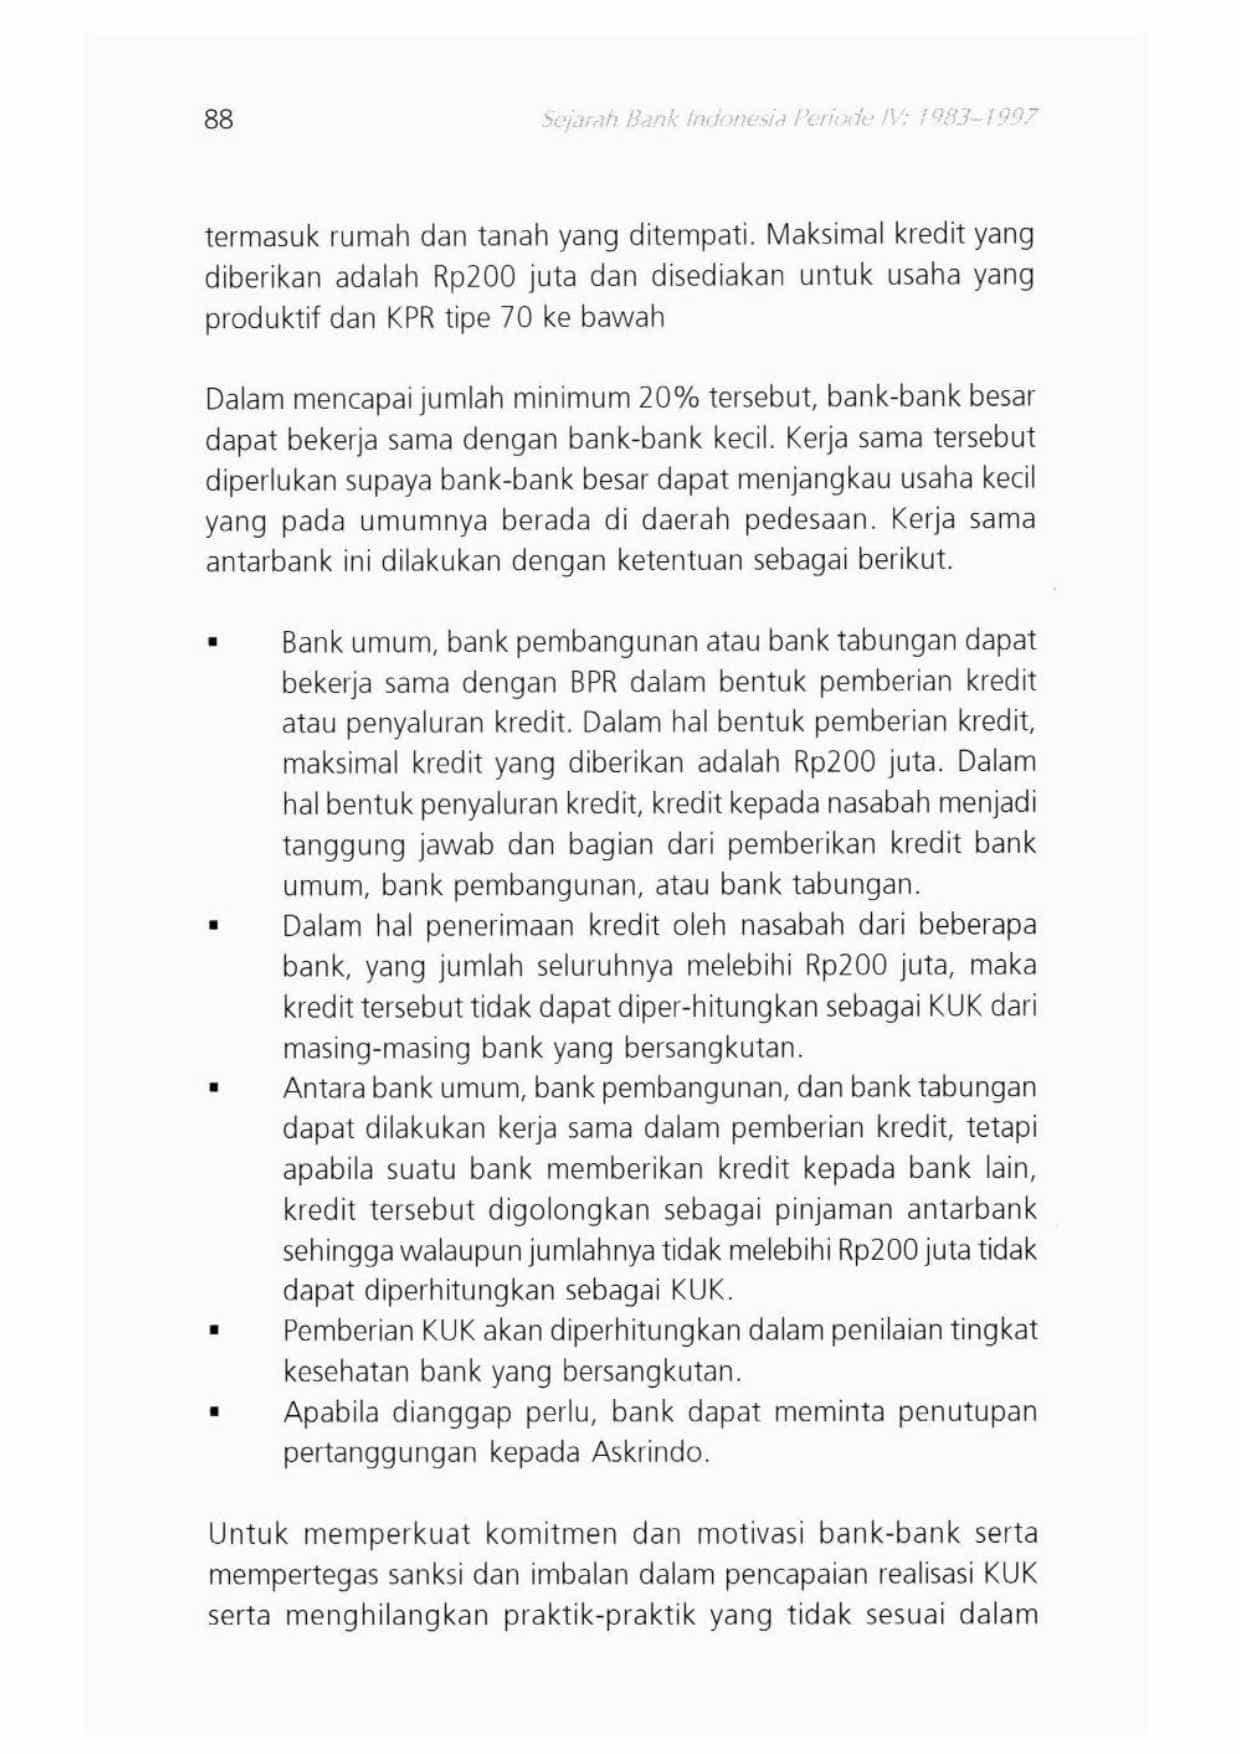 88
Sejarah Bank Indonesia Periode IV: 1983–1997
termasuk rumah dan tanah yang ditempati. Maksimal kredit yang
diberikan adalah Rp200 juta dan disediakan untuk usaha yang
produktif dan KPR tipe 70 ke bawah
Dalam mencapai jumlah minimum 20% tersebut, bank-bank besar
dapat bekerja sama dengan bank-bank kecil. Kerja sama tersebut
diperlukan supaya bank-bank besar dapat menjangkau usaha kecil
yang pada umumnya berada di daerah pedesaan. Kerja sama
antarbank ini dilakukan dengan ketentuan sebagai berikut.
▪ Bank umum, bank pembangunan atau bank tabungan dapat
bekerja sama dengan BPR dalam bentuk pemberian kredit
atau penyaluran kredit. Dalam hal bentuk pemberian kredit,
maksimal kredit yang diberikan adalah Rp200 juta. Dalam
hal bentuk penyaluran kredit, kredit kepada nasabah menjadi
tanggung jawab dan bagian dari pemberikan kredit bank
umum, bank pembangunan, atau bank tabungan.
▪ Dalam hal penerimaan kredit oleh nasabah dari beberapa
bank, yang jumlah seluruhnya melebihi Rp200 juta, maka
kredit tersebut tidak dapat diper-hitungkan sebagai KUK dari
masing-masing bank yang bersangkutan.
▪ Antara bank umum, bank pembangunan, dan bank tabungan
dapat dilakukan kerja sama dalam pemberian kredit, tetapi
apabila suatu bank memberikan kredit kepada bank lain,
kredit tersebut digolongkan sebagai pinjaman antarbank
sehingga walaupun jumlahnya tidak melebihi Rp200 juta tidak
dapat diperhitungkan sebagai KUK.
▪ Pemberian KUK akan diperhitungkan dalam penilaian tingkat
kesehatan bank yang bersangkutan.
▪ Apabila dianggap perlu, bank dapat meminta penutupan
pertanggungan kepada Askrindo.
Untuk memperkuat komitmen dan motivasi bank-bank serta
mempertegas sanksi dan imbalan dalam pencapaian realisasi KUK
serta menghilangkan praktik-praktik yang tidak sesuai dalam